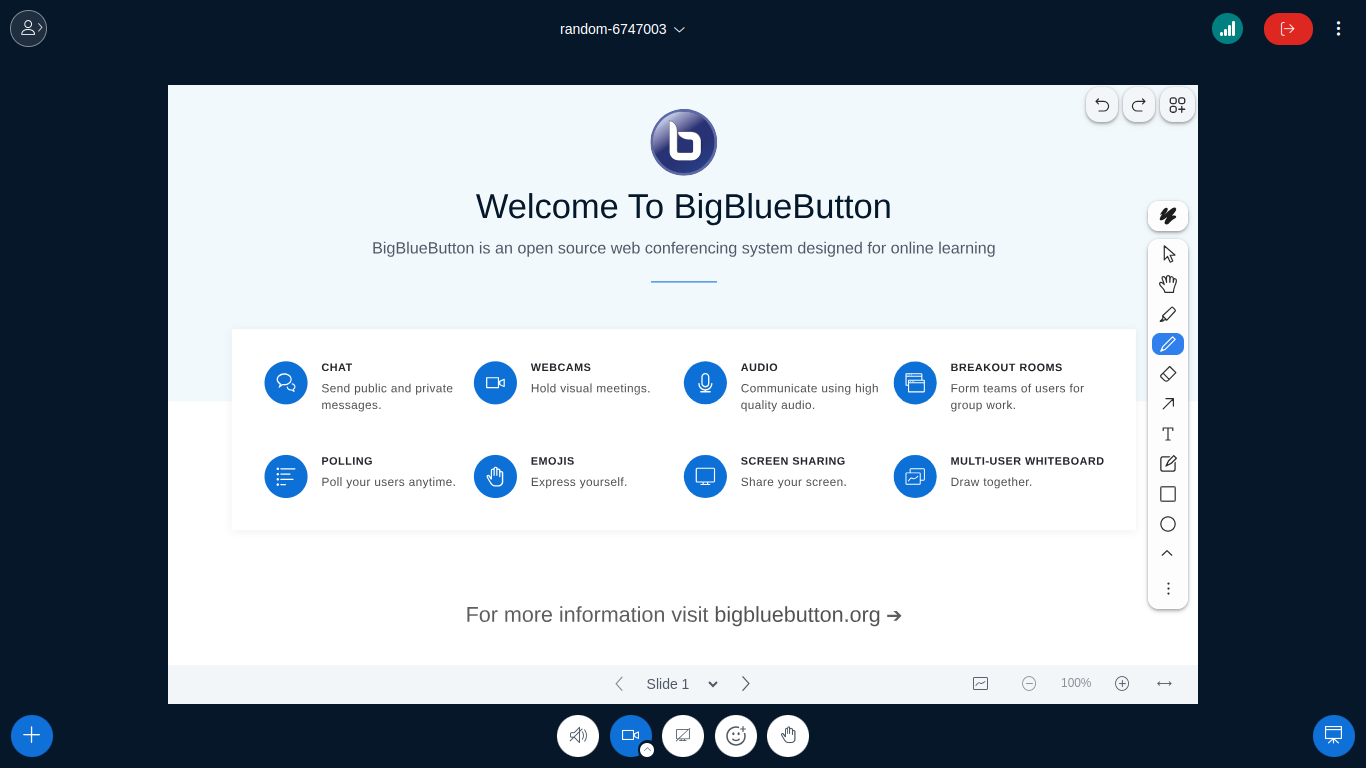 random-6747003
Welcome To BigBlueButton
BigBlueButton is an open source web conferencing system designed for online learning
CHAT
Send public and private
messages.
WEBCAMS
Hold visual meetings.
AUDIO
Communicate using high
quality audio.
BREAKOUT ROOMS
Form teams of users for
group work.
POLLING
Poll your users anytime.
EMOJIS
Express yourself.
SCREEN SHARING
Share your screen.
MULTI-USER WHITEBOARD
Draw together.
For more information visit bigbluebutton.org ➔
Slide 1
100%